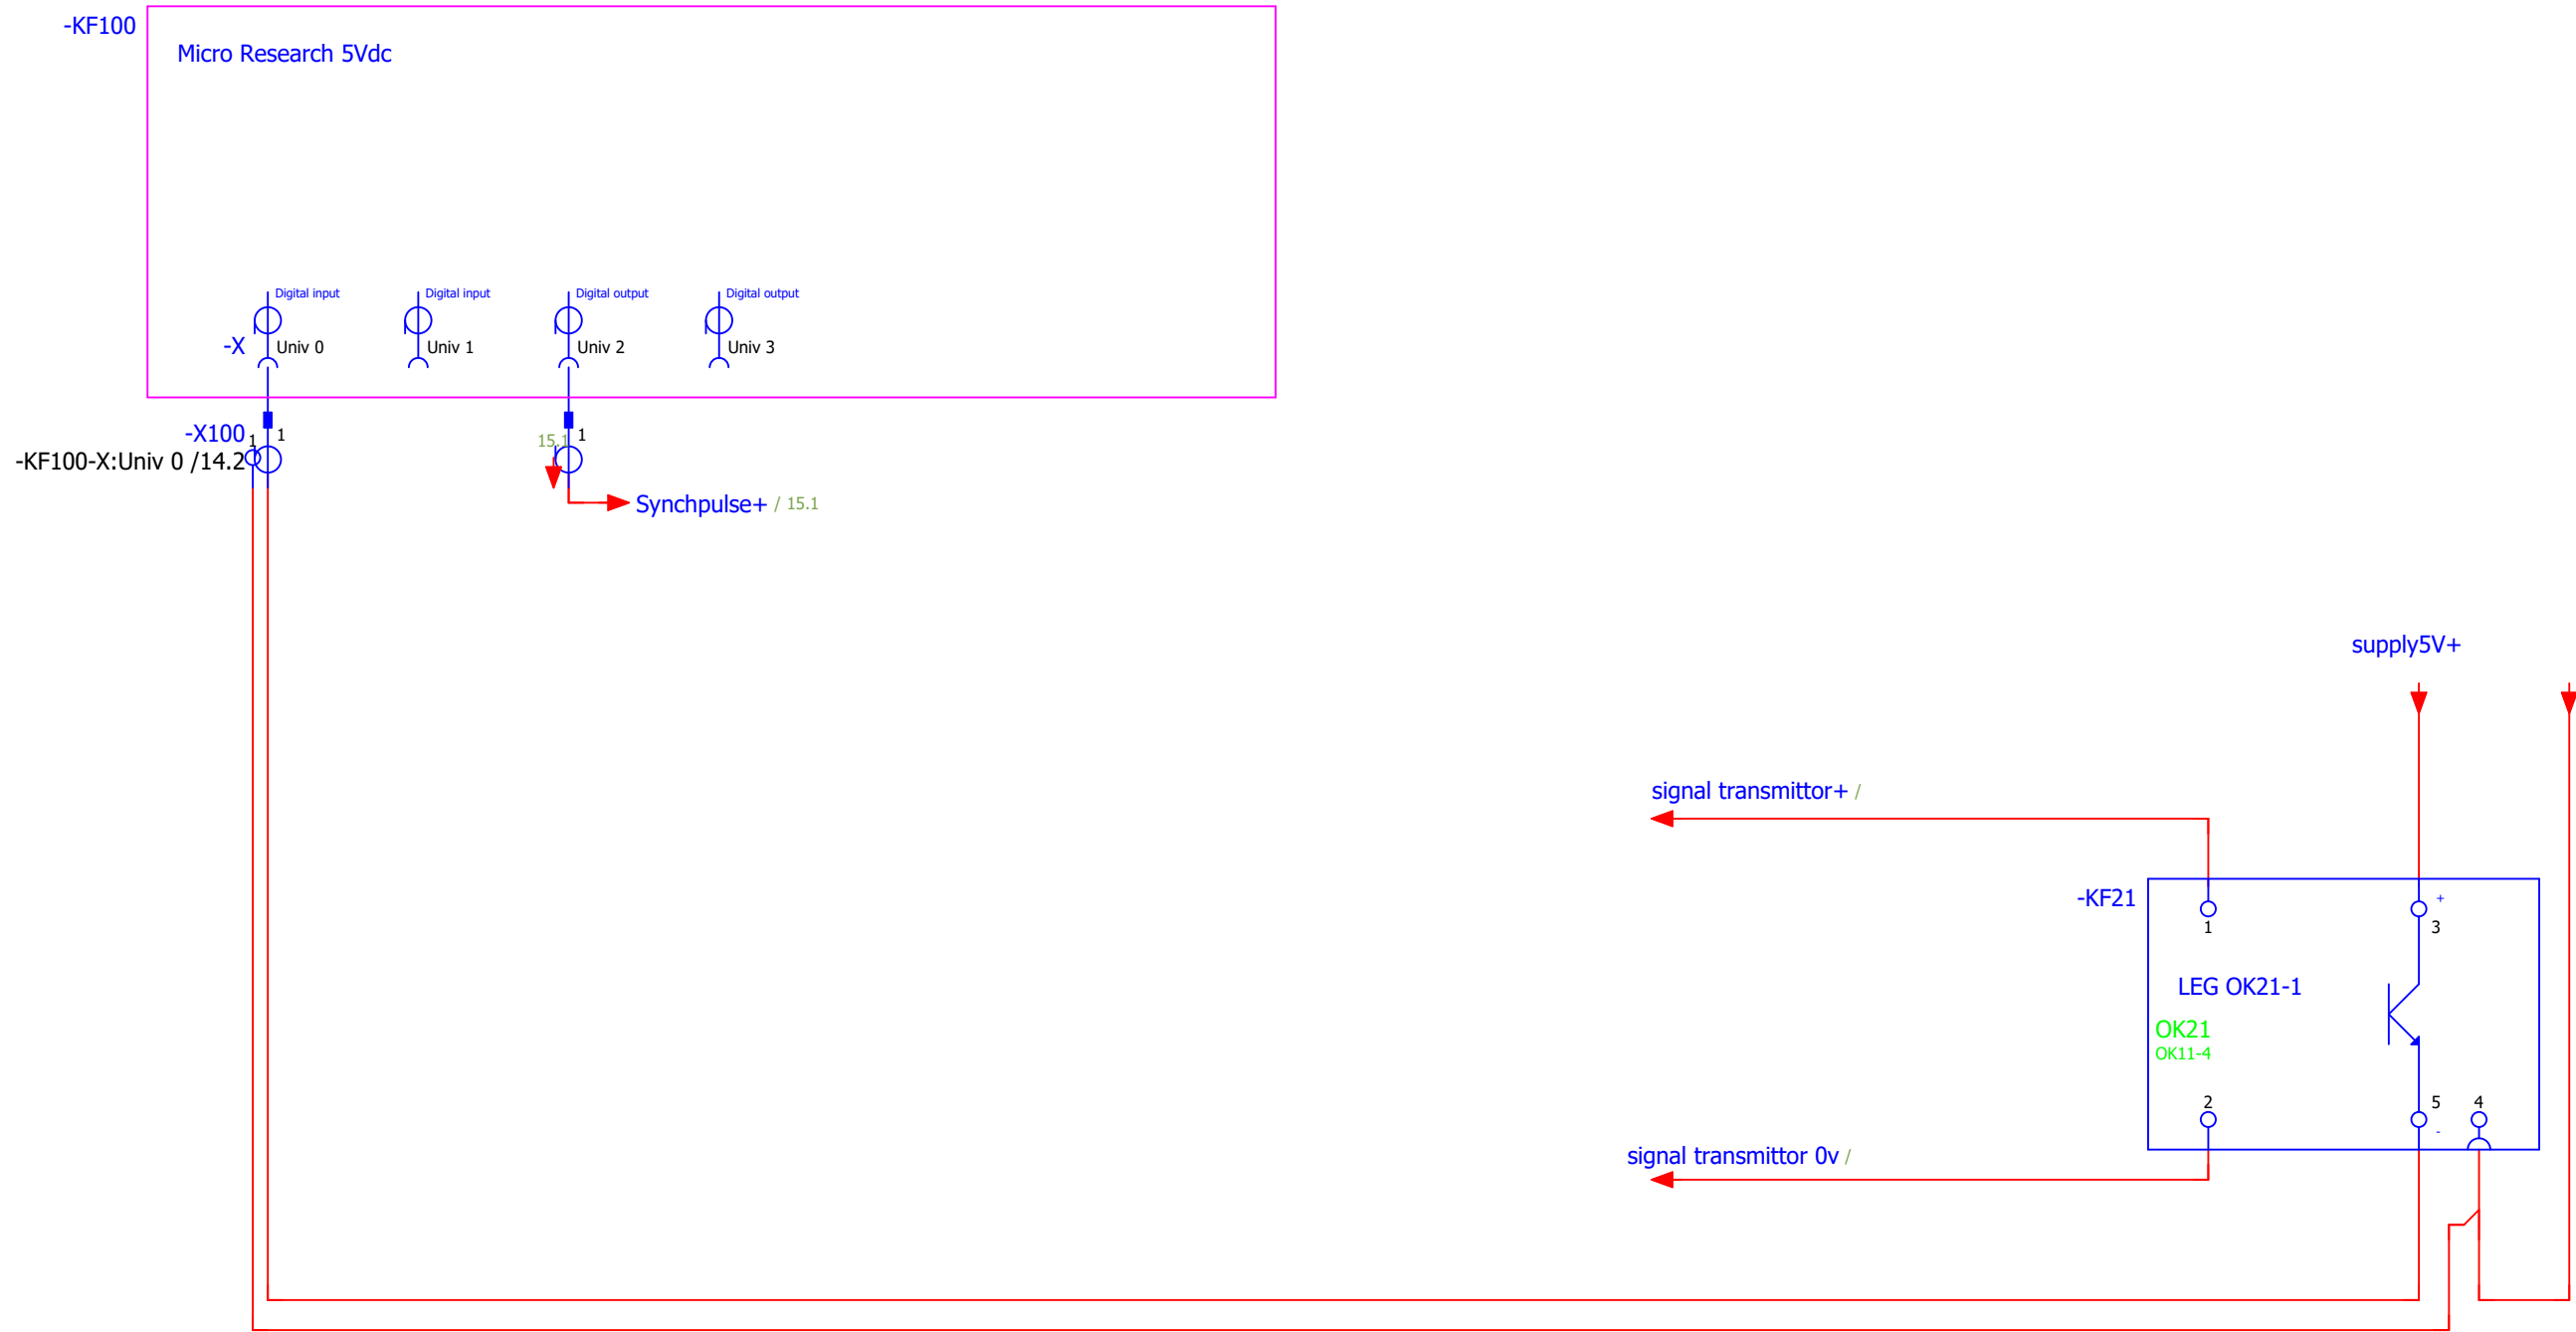 -KF100
Micro Research 5Vdc
Digital input
Digital input
Digital output
Digital output
-X
Univ 0
Univ 1
Univ 2
Univ 3
-X100
1
1
15.1
1
-KF100-X:Univ 0 /14.2
Synchpulse+ / 15.1
supply5V+
signal transmittor+ /
-KF21
+
1
3
LEG OK21-1
OK21
OK11-4
2
5
4
-
signal transmittor 0v /